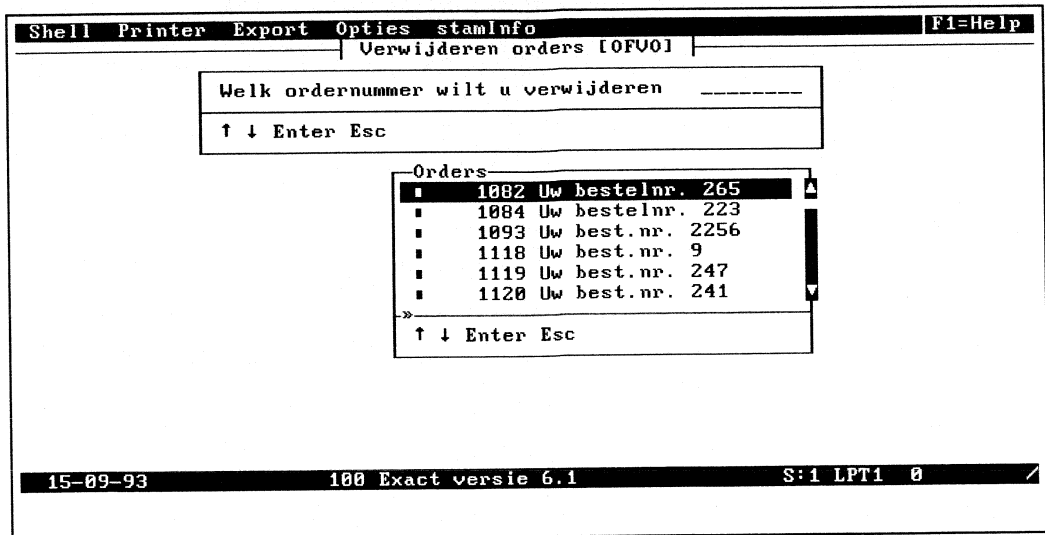 Shell Printer Export Opties stamInfo F1=Help
Verwijderen orders [OFVO]
Welk ordernummer wilt u verwijderen ________
↑ ↓ Enter Esc
Orders
1082 Uw bestelnr. 265
1084 Uw bestelnr. 223
1093 Uw best.nr. 2256
1118 Uw best.nr. 9
1119 Uw best.nr. 247
1120 Uw best.nr. 241
»
↑ ↓ Enter Esc
15-09-93 100 Exact versie 6.1 S:1 LPT1 0 /